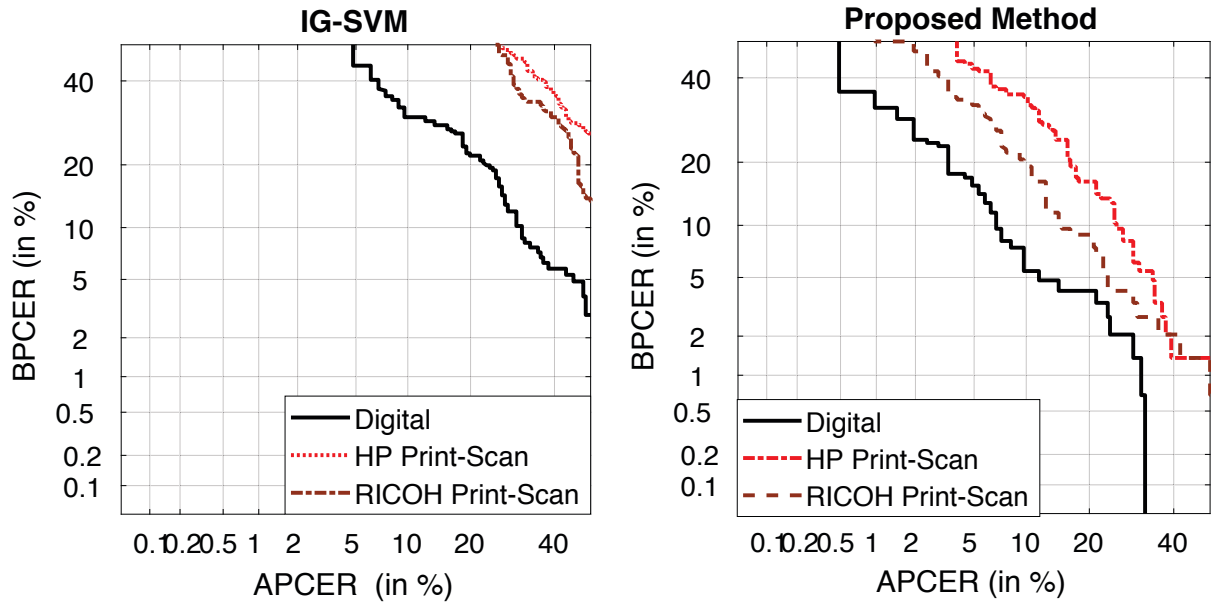 IG-SVM
BPCER (in %)
40
20
10
5
2
1
0.5
0.2
0.1
Digital
HP Print-Scan
RICOH Print-Scan
0.1 0.2 0.5 1 2 5 10 20 40
APCER (in %)
Proposed Method
BPCER (in %)
40
20
10
5
2
1
0.5
0.2
0.1
Digital
HP Print-Scan
RICOH Print-Scan
0.1 0.2 0.5 1 2 5 10 20 40
APCER (in %)